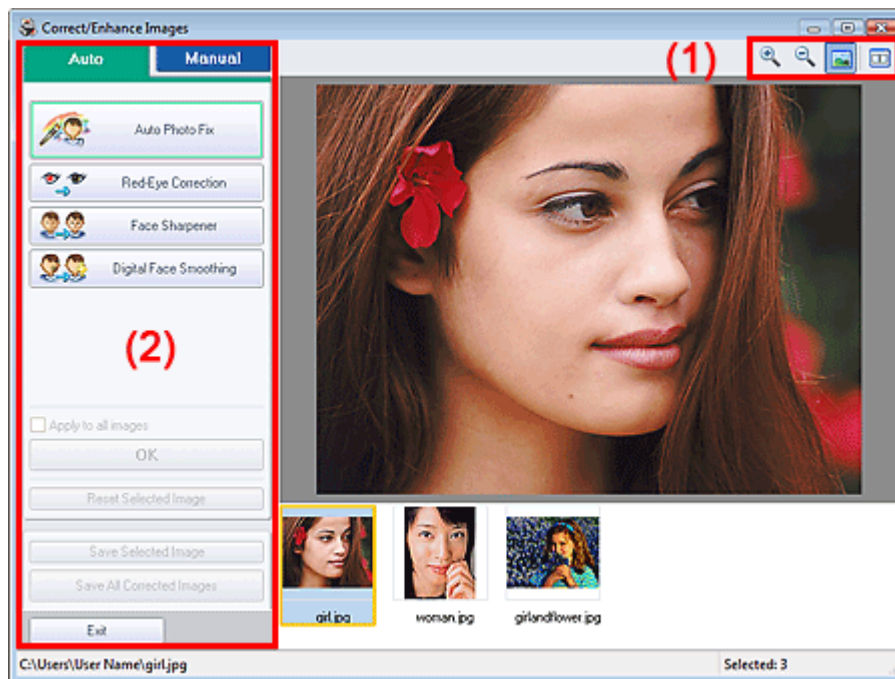 Correct/Enhance Images
Auto
Manual
(1)
Auto Photo Fix
Red-Eye Correction
Face Sharpener
Digital Face Smoothing
(2)
Apply to all images
OK
Reset Selected Image
Save Selected Image
Save All Corrected Images
Exit
girl.jpg
woman.jpg
girlandflower.jpg
C:\Users\User Name\girl.jpg
Selected: 3